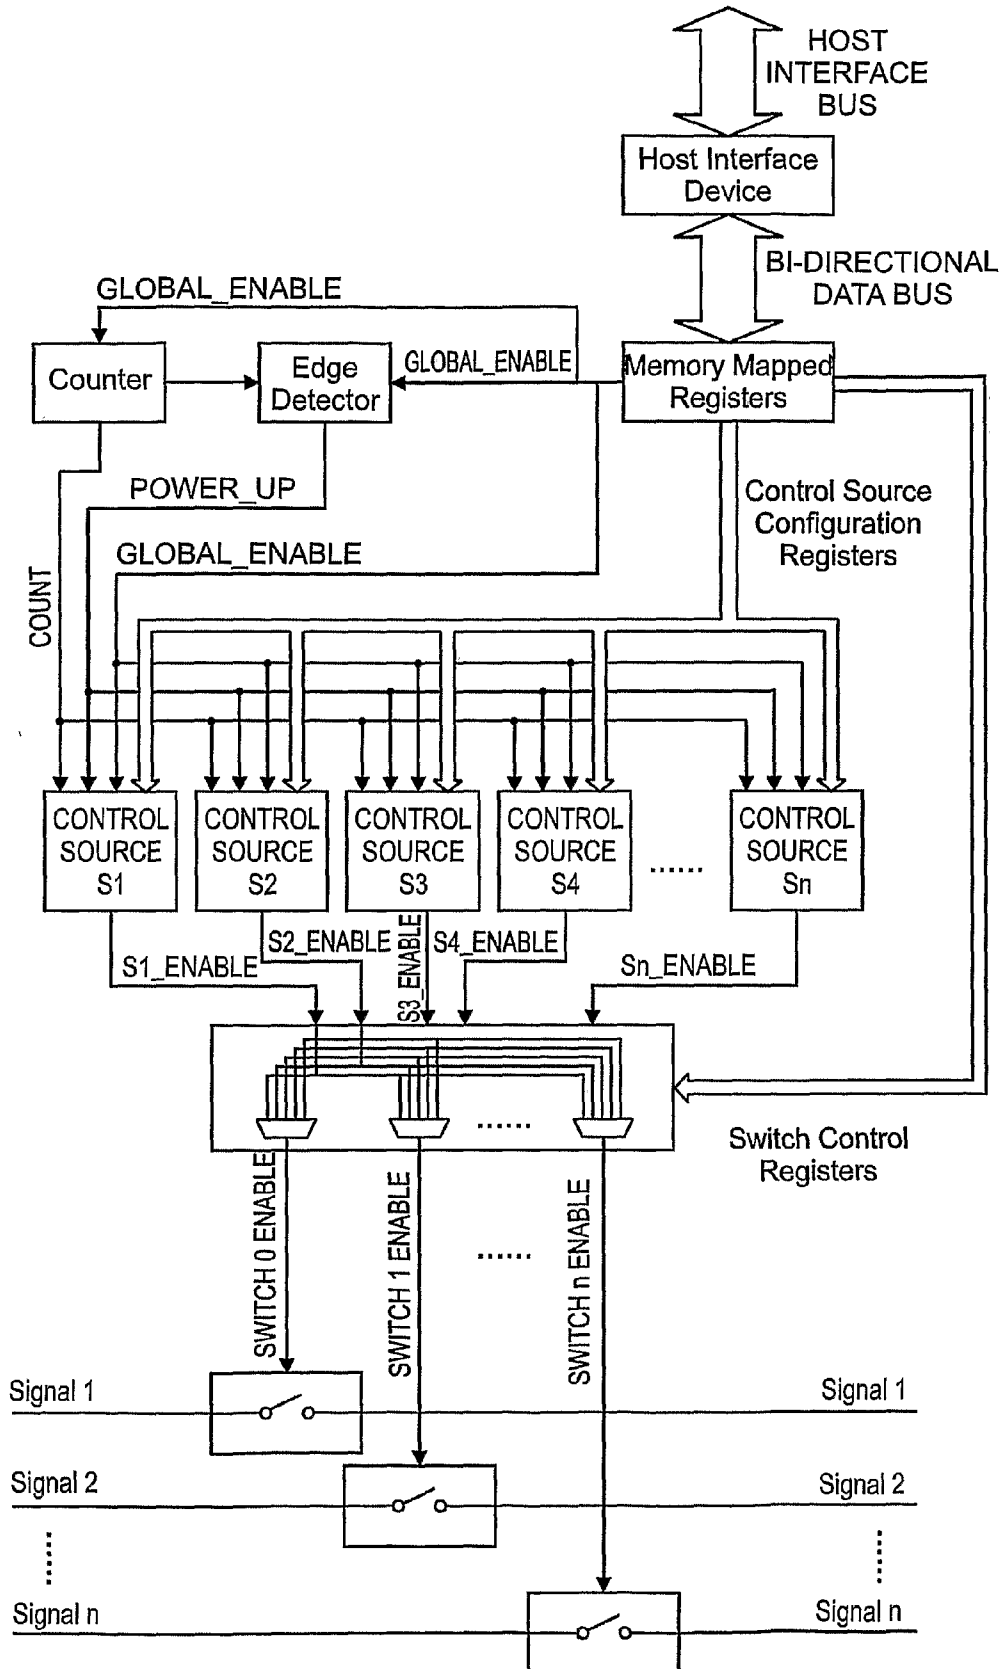 HOST
INTERFACE
BUS
Host Interface
Device
BI-DIRECTIONAL
DATA BUS
GLOBAL_ENABLE
Counter
Edge
Detector
GLOBAL_ENABLE
Memory Mapped
Registers
POWER_UP
Control Source
Configuration
Registers
GLOBAL_ENABLE
COUNT
CONTROL
SOURCE
S1
CONTROL
SOURCE
S2
CONTROL
SOURCE
S3
CONTROL
SOURCE
S4
......
CONTROL
SOURCE
Sn
S1_ENABLE
S2_ENABLE
S3_ENABLE
S4_ENABLE
Sn_ENABLE
......
Switch Control
Registers
SWITCH 0 ENABLE
SWITCH 1 ENABLE
......
SWITCH n ENABLE
Signal 1
Signal 1
Signal 2
Signal 2
......
......
Signal n
Signal n